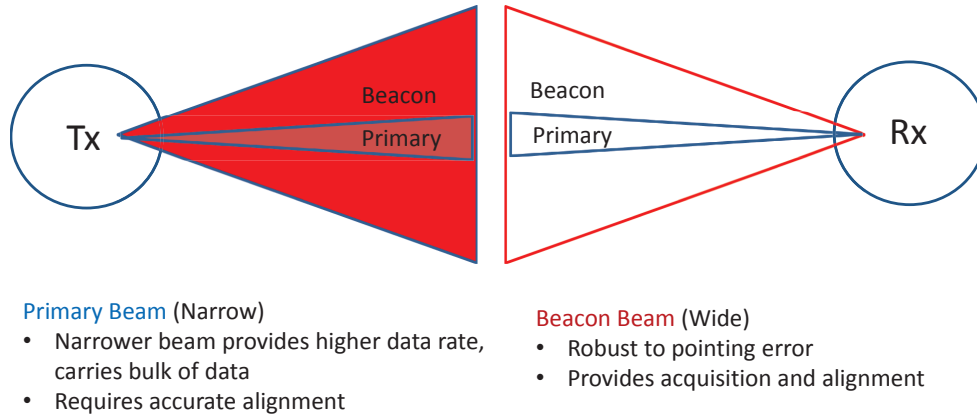 Beacon
Primary
Tx
Beacon
Primary
Rx
Primary Beam (Narrow)
• Narrower beam provides higher data rate,
carries bulk of data
• Requires accurate alignment
Beacon Beam (Wide)
• Robust to pointing error
• Provides acquisition and alignment